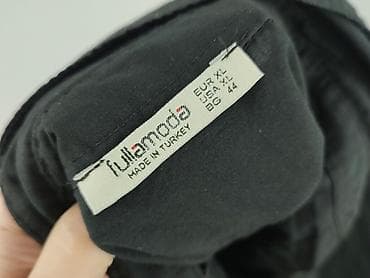 fullamoda
MADE IN TURKEY
EUR XL
USA XL
BG 44